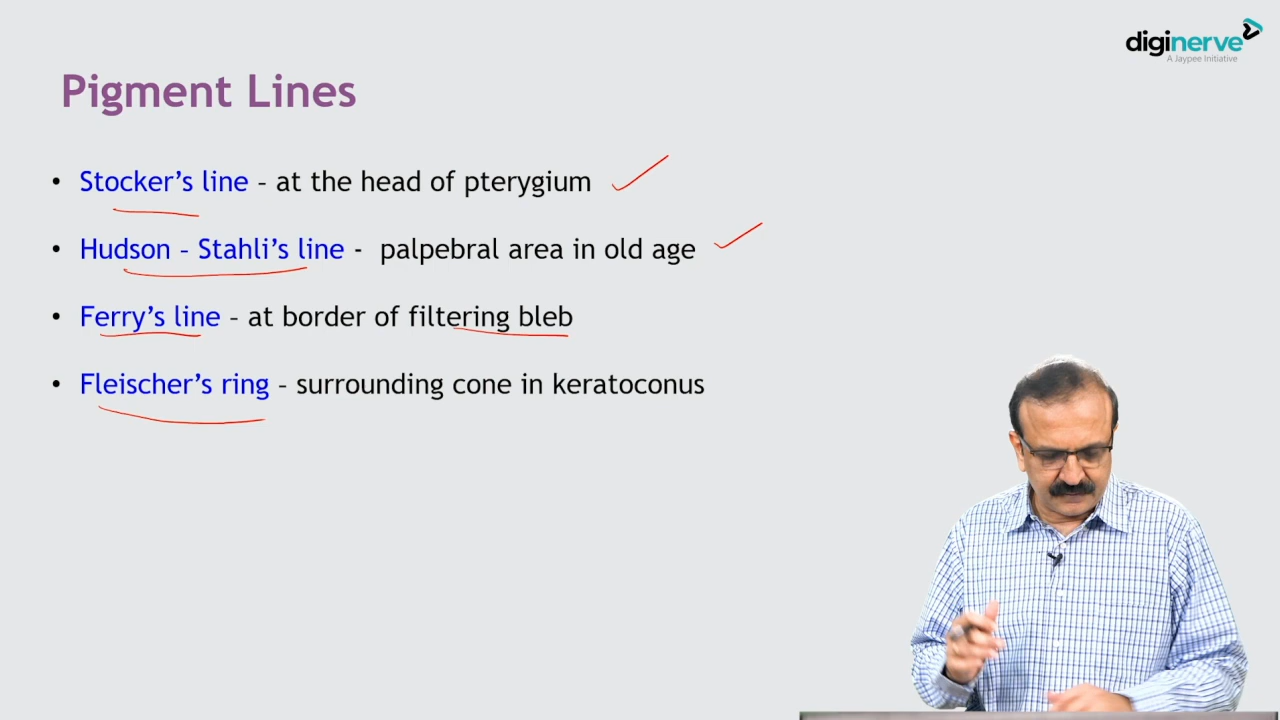 diginerve
A Jaypee Initiative
Pigment Lines
• Stocker’s line – at the head of pterygium
• Hudson – Stahli’s line - palpebral area in old age
• Ferry’s line – at border of filtering bleb
• Fleischer’s ring – surrounding cone in keratoconus